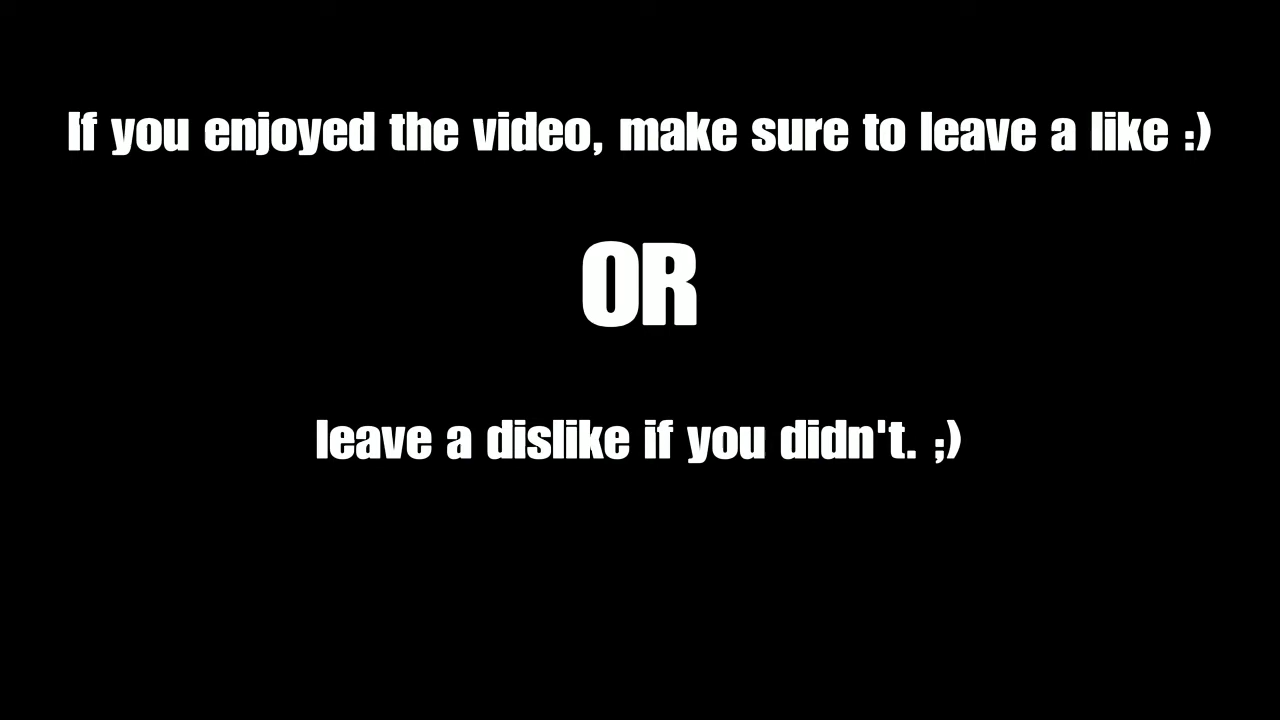 If you enjoyed the video, make sure to leave a like :)
OR
leave a dislike if you didn't. ;)